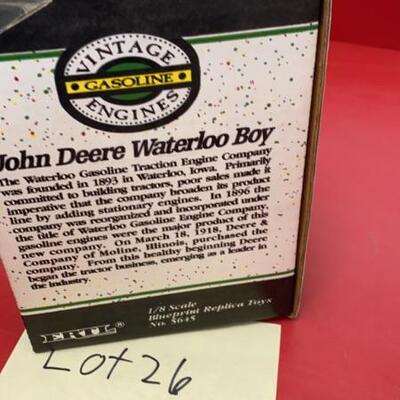 VINTAGE
GASOLINE
ENGINES
John Deere Waterloo Boy
The Waterloo Gasoline Traction Engine Company
was founded in 1893 in Waterloo, Iowa. Primarily
committed to building tractors, poor sales made it
imperative that the company broaden its product
line by adding stationary engines. In 1896 the
company was reorganized and incorporated under
the title of Waterloo Gasoline Engine Company,
gasoline engines were the major product of this
new company. On March 18, 1918, Deere &
Company of Moline, Illinois, purchased the
company. From this healthy beginning Deere
began the tractor business, emerging as a leader in
the industry.
1/8 Scale
Blueprint Replica Toys
No. 5645
ERTL®
Lot 26